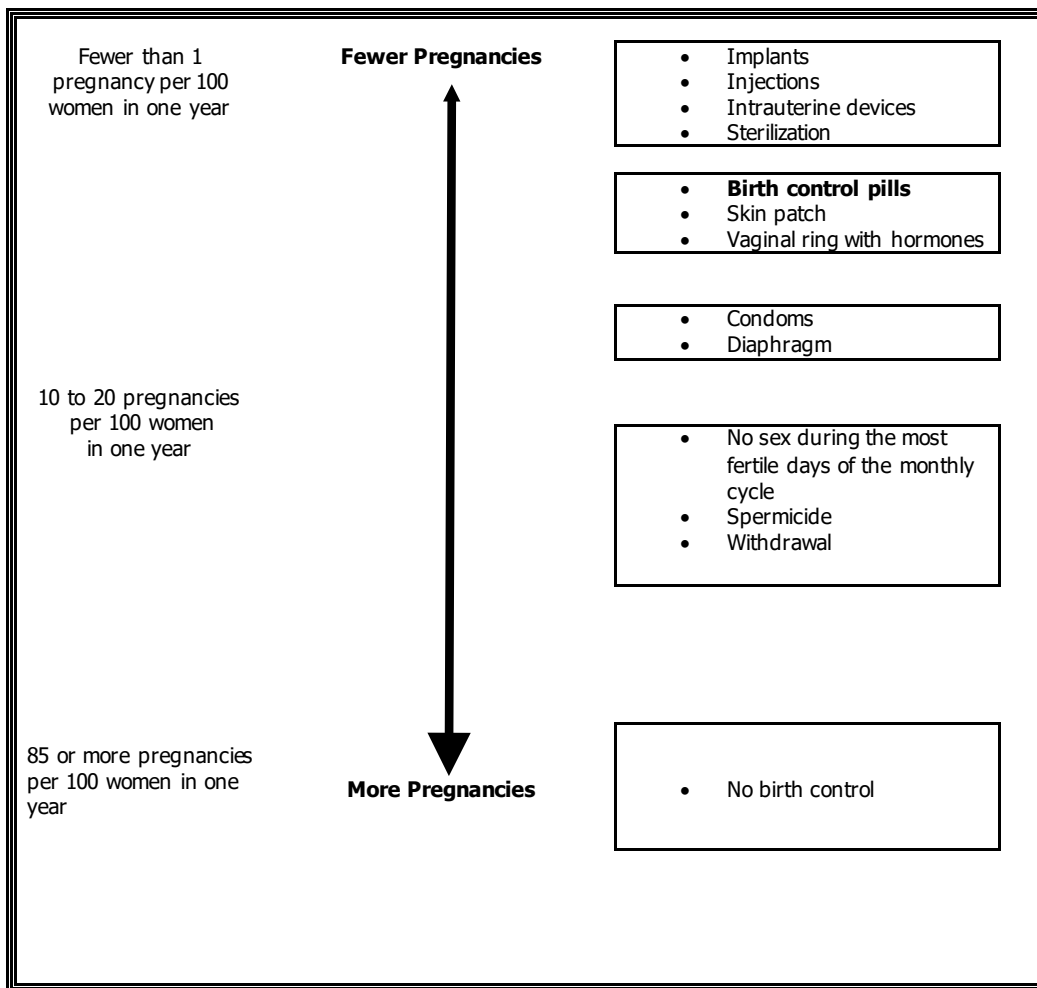 Fewer than 1
pregnancy per 100
women in one year
Fewer Pregnancies
• Implants
• Injections
• Intrauterine devices
• Sterilization
• Birth control pills
• Skin patch
• Vaginal ring with hormones
• Condoms
• Diaphragm
10 to 20 pregnancies
per 100 women
in one year
• No sex during the most
fertile days of the monthly
cycle
• Spermicide
• Withdrawal
85 or more pregnancies
per 100 women in one
year
More Pregnancies
• No birth control